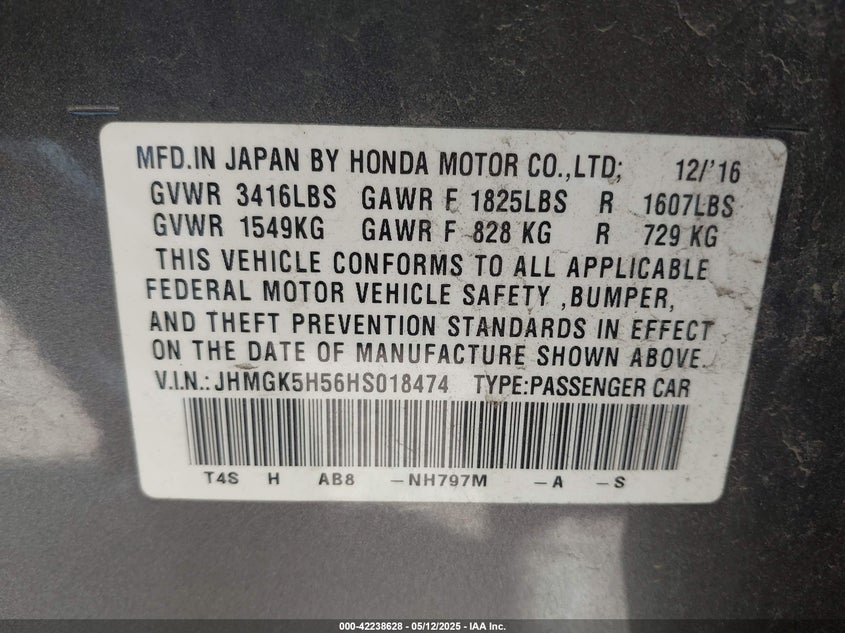 MFD.IN JAPAN BY HONDA MOTOR CO.,LTD; 12/'16
GVWR 3416LBS GAWR F 1825LBS R 1607LBS
GVWR 1549KG GAWR F 828 KG R 729 KG
THIS VEHICLE CONFORMS TO ALL APPLICABLE
FEDERAL MOTOR VEHICLE SAFETY ,BUMPER,
AND THEFT PREVENTION STANDARDS IN EFFECT
ON THE DATE OF MANUFACTURE SHOWN ABOVE.
V.I.N.: JHMGK5H56HS018474 TYPE:PASSENGER CAR
T4S H AB8 -NH797M -A -S
000-42238628 - 05/12/2025 - IAA Inc.